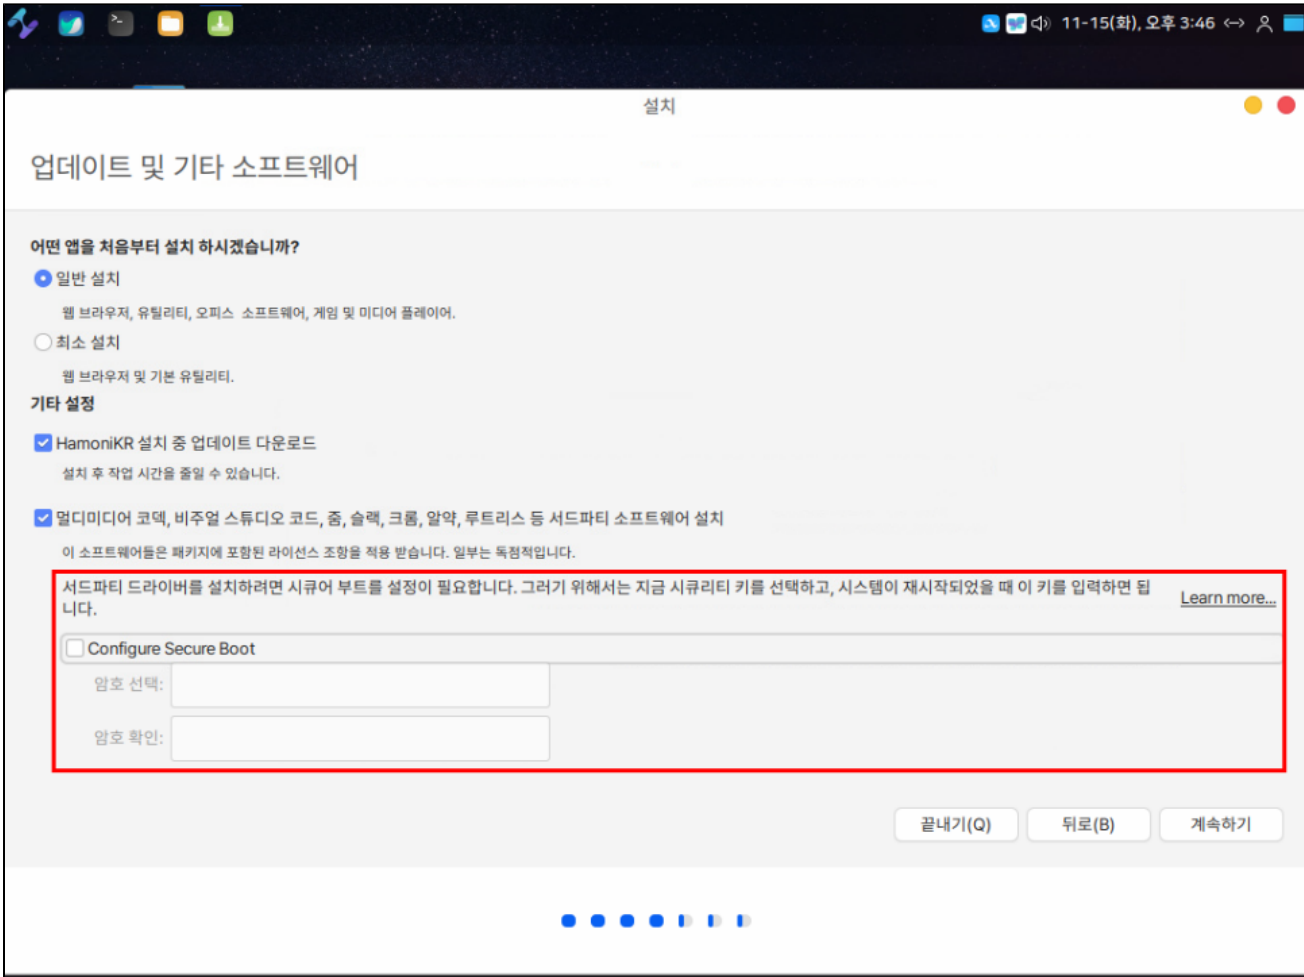 11-15(화), 오후 3:46
설치
업데이트 및 기타 소프트웨어
어떤 앱을 처음부터 설치 하시겠습니까?
일반 설치
웹 브라우저, 유틸리티, 오피스 소프트웨어, 게임 및 미디어 플레이어.
최소 설치
웹 브라우저 및 기본 유틸리티.
기타 설정
HamoniKR 설치 중 업데이트 다운로드
설치 후 작업 시간을 줄일 수 있습니다.
멀디미디어 코덱, 비주얼 스튜디오 코드, 줌, 슬랙, 크롬, 알약, 루트리스 등 서드파티 소프트웨어 설치
이 소프트웨어들은 패키지에 포함된 라이선스 조항을 적용 받습니다. 일부는 독점적입니다.
서드파티 드라이버를 설치하려면 시큐어 부트를 설정이 필요합니다. 그러기 위해서는 지금 시큐리티 키를 선택하고, 시스템이 재시작되었을 때 이 키를 입력하면 됩
니다.
Learn more...
Configure Secure Boot
암호 선택:
암호 확인:
끝내기(Q)
뒤로(B)
계속하기